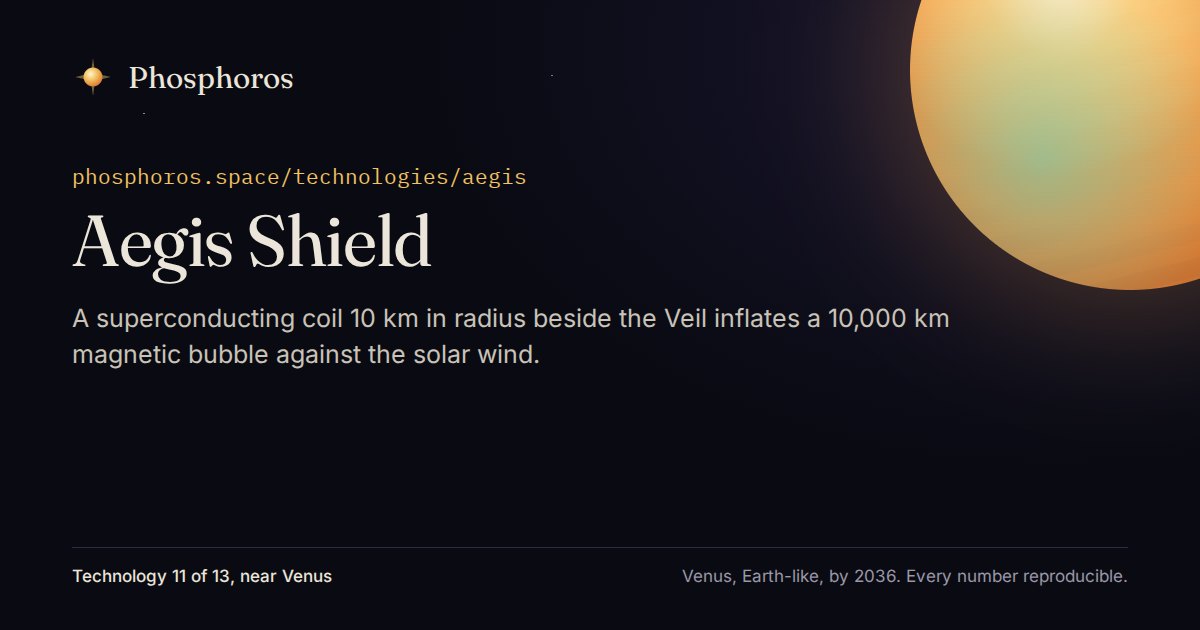 Phosphoros
phosphoros.space/technologies/aegis
Aegis Shield
A superconducting coil 10 km in radius beside the Veil inflates a 10,000 km
magnetic bubble against the solar wind.
Technology 11 of 13, near Venus
Venus, Earth-like, by 2036. Every number reproducible.